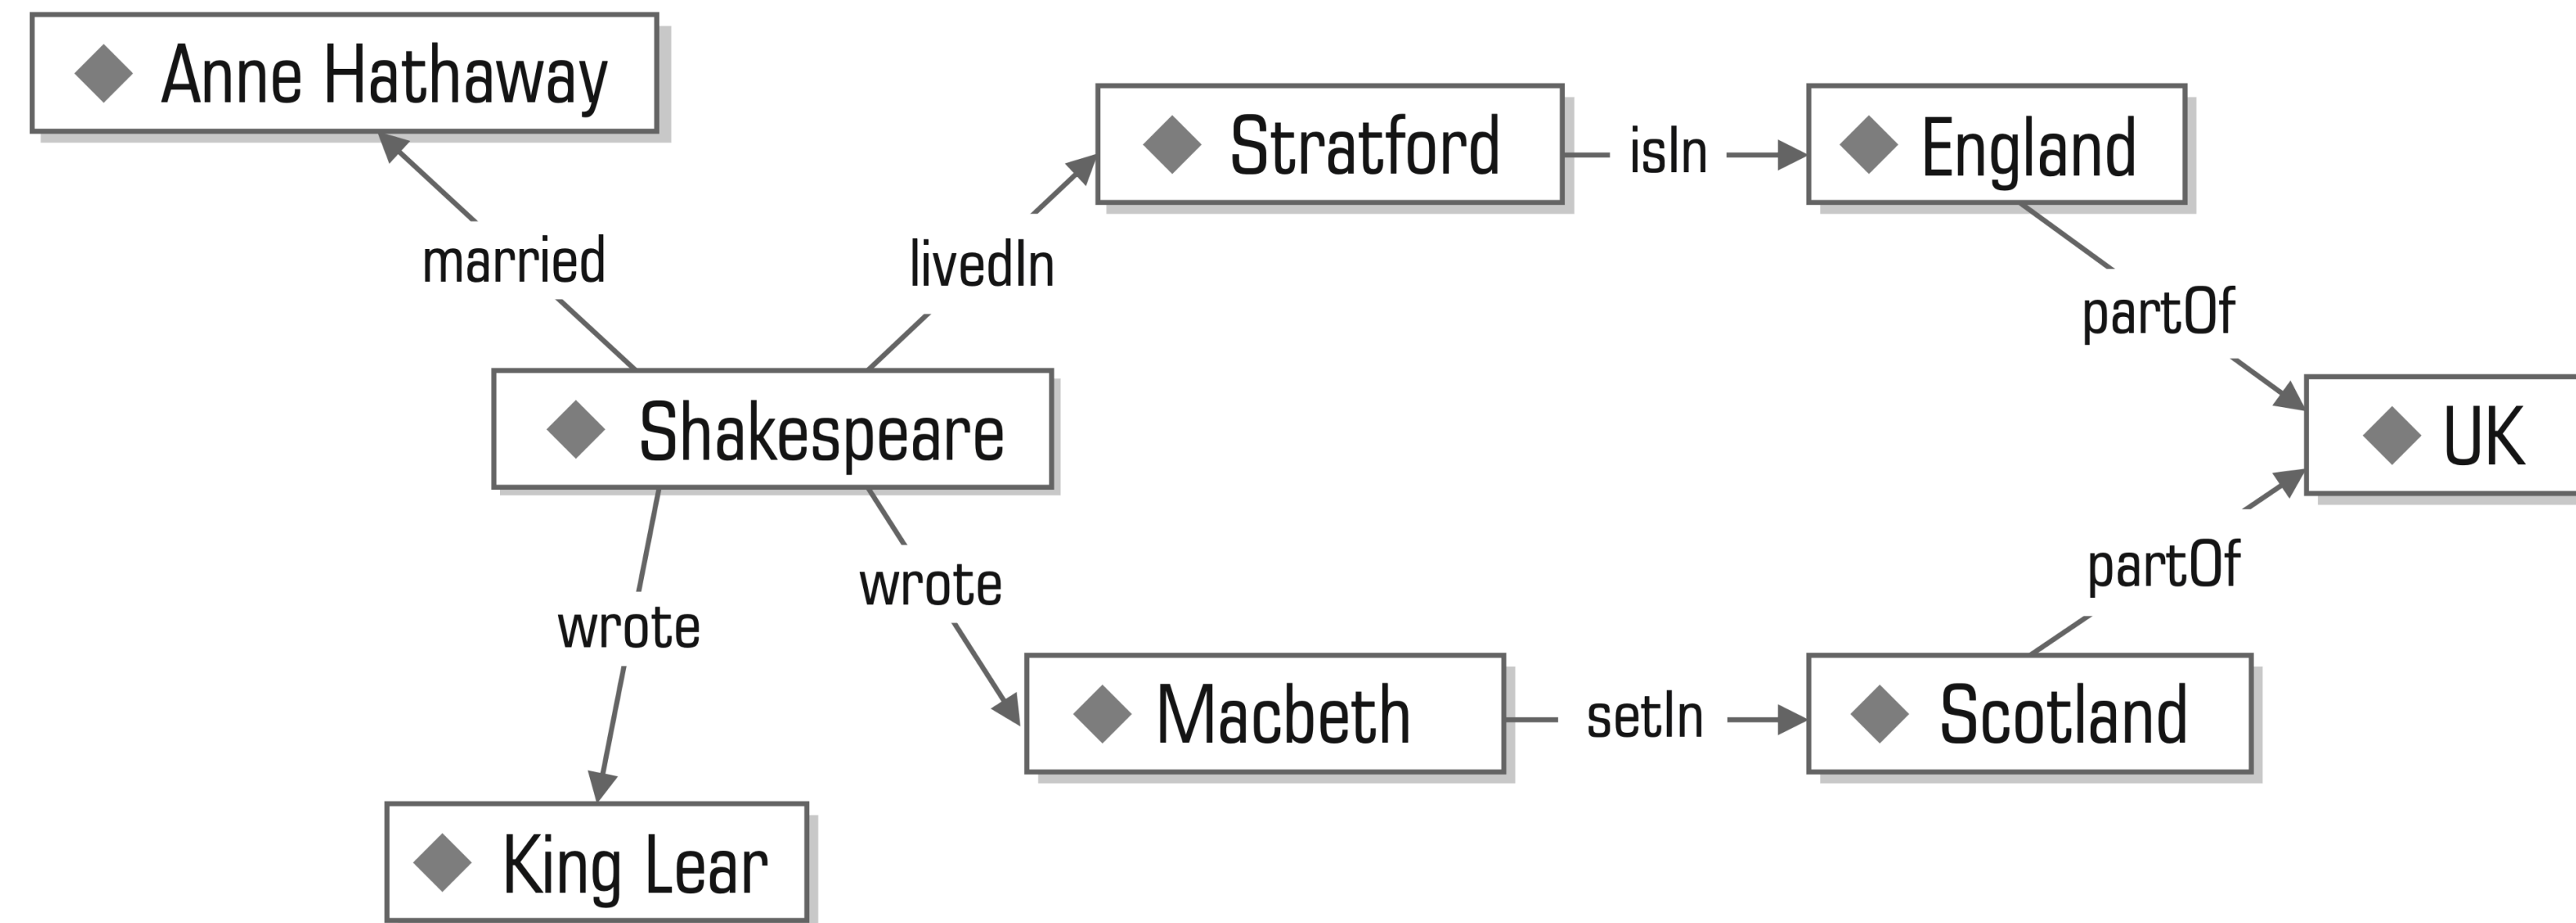 Anne Hathaway
Stratford
isIn
England
married
livedIn
partOf
Shakespeare
UK
wrote
wrote
partOf
Macbeth
setIn
Scotland
King Lear